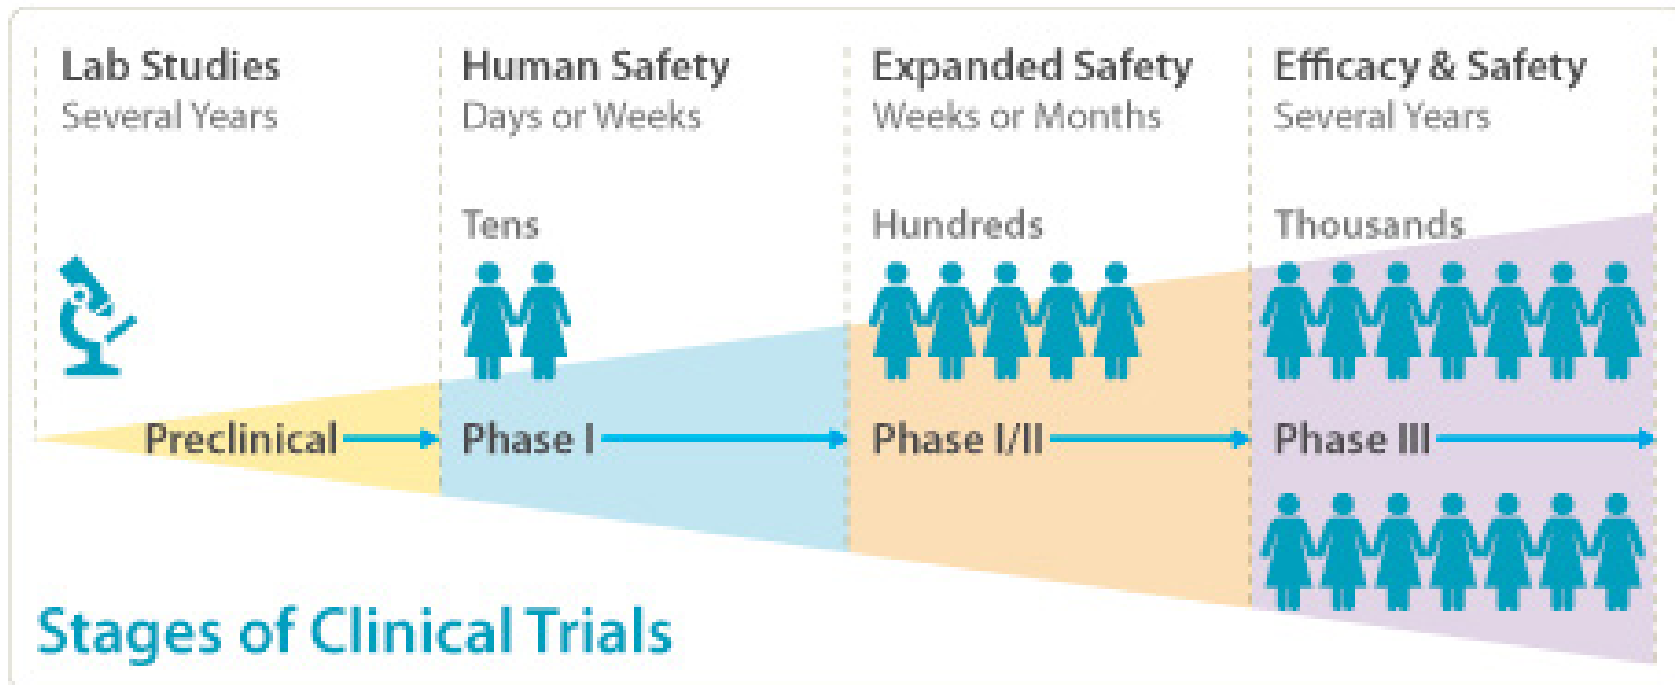 Lab Studies
Several Years
Human Safety
Days or Weeks
Expanded Safety
Weeks or Months
Efficacy & Safety
Several Years
Tens
Hundreds
Thousands
Preclinical
Phase I
Phase I/II
Phase III
Stages of Clinical Trials